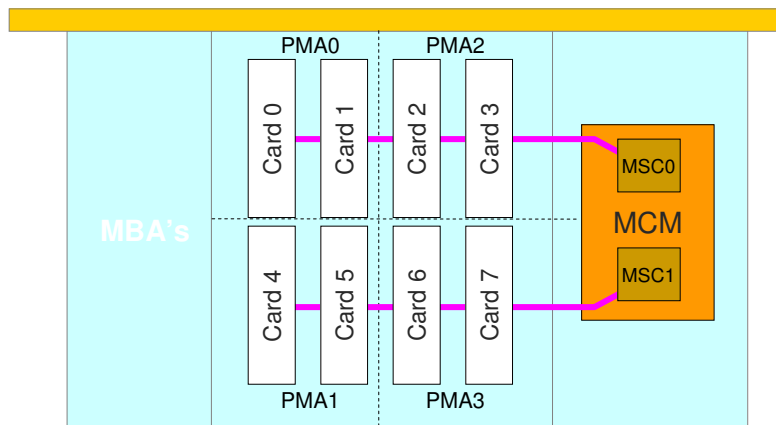 PMA0
PMA2
Card 0
Card 1
Card 2
Card 3
MSC0
MBA's
MCM
Card 4
Card 5
Card 6
Card 7
MSC1
PMA1
PMA3